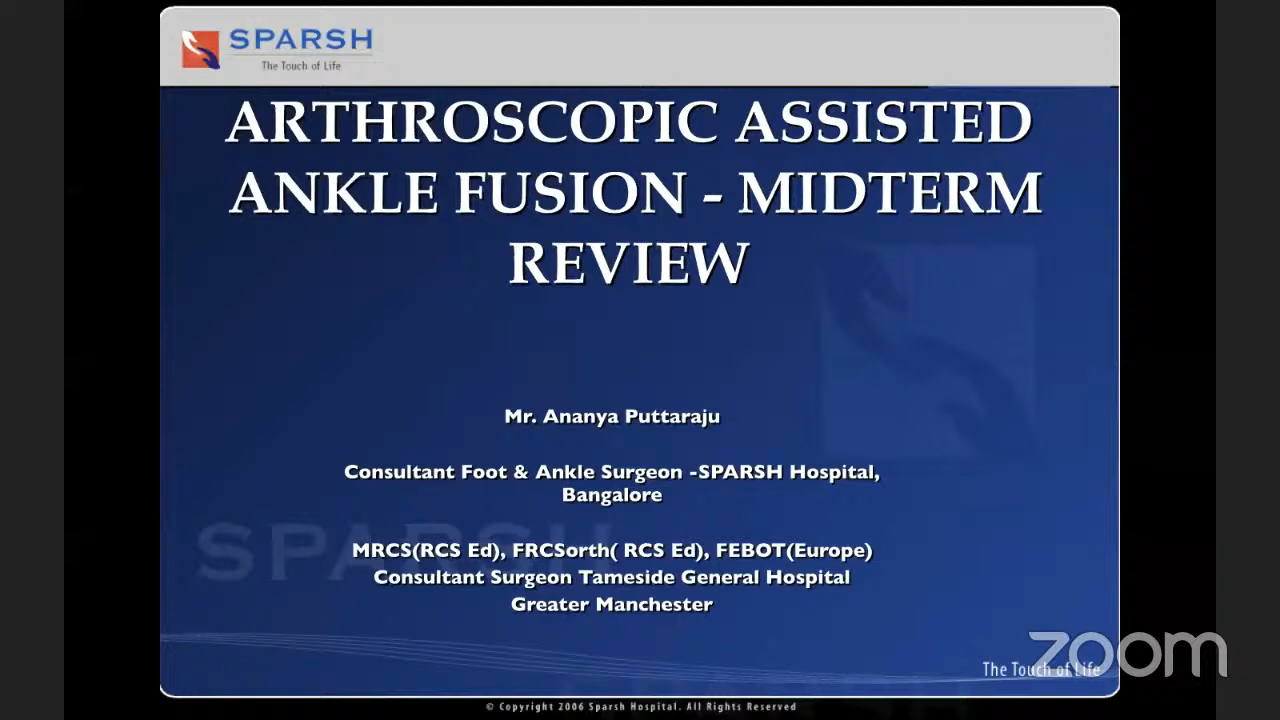 SPARSH
The Touch of Life
ARTHROSCOPIC ASSISTED
ANKLE FUSION - MIDTERM
REVIEW
Mr. Ananya Puttaraju
Consultant Foot & Ankle Surgeon -SPARSH Hospital,
Bangalore
SPARSH
MRCS(RCS Ed), FRCSorth( RCS Ed), FEBOT(Europe)
Consultant Surgeon Tameside General Hospital
Greater Manchester
zoom
The Touch of Life
© Copyright 2006 Sparsh Hospital. All Rights Reserved